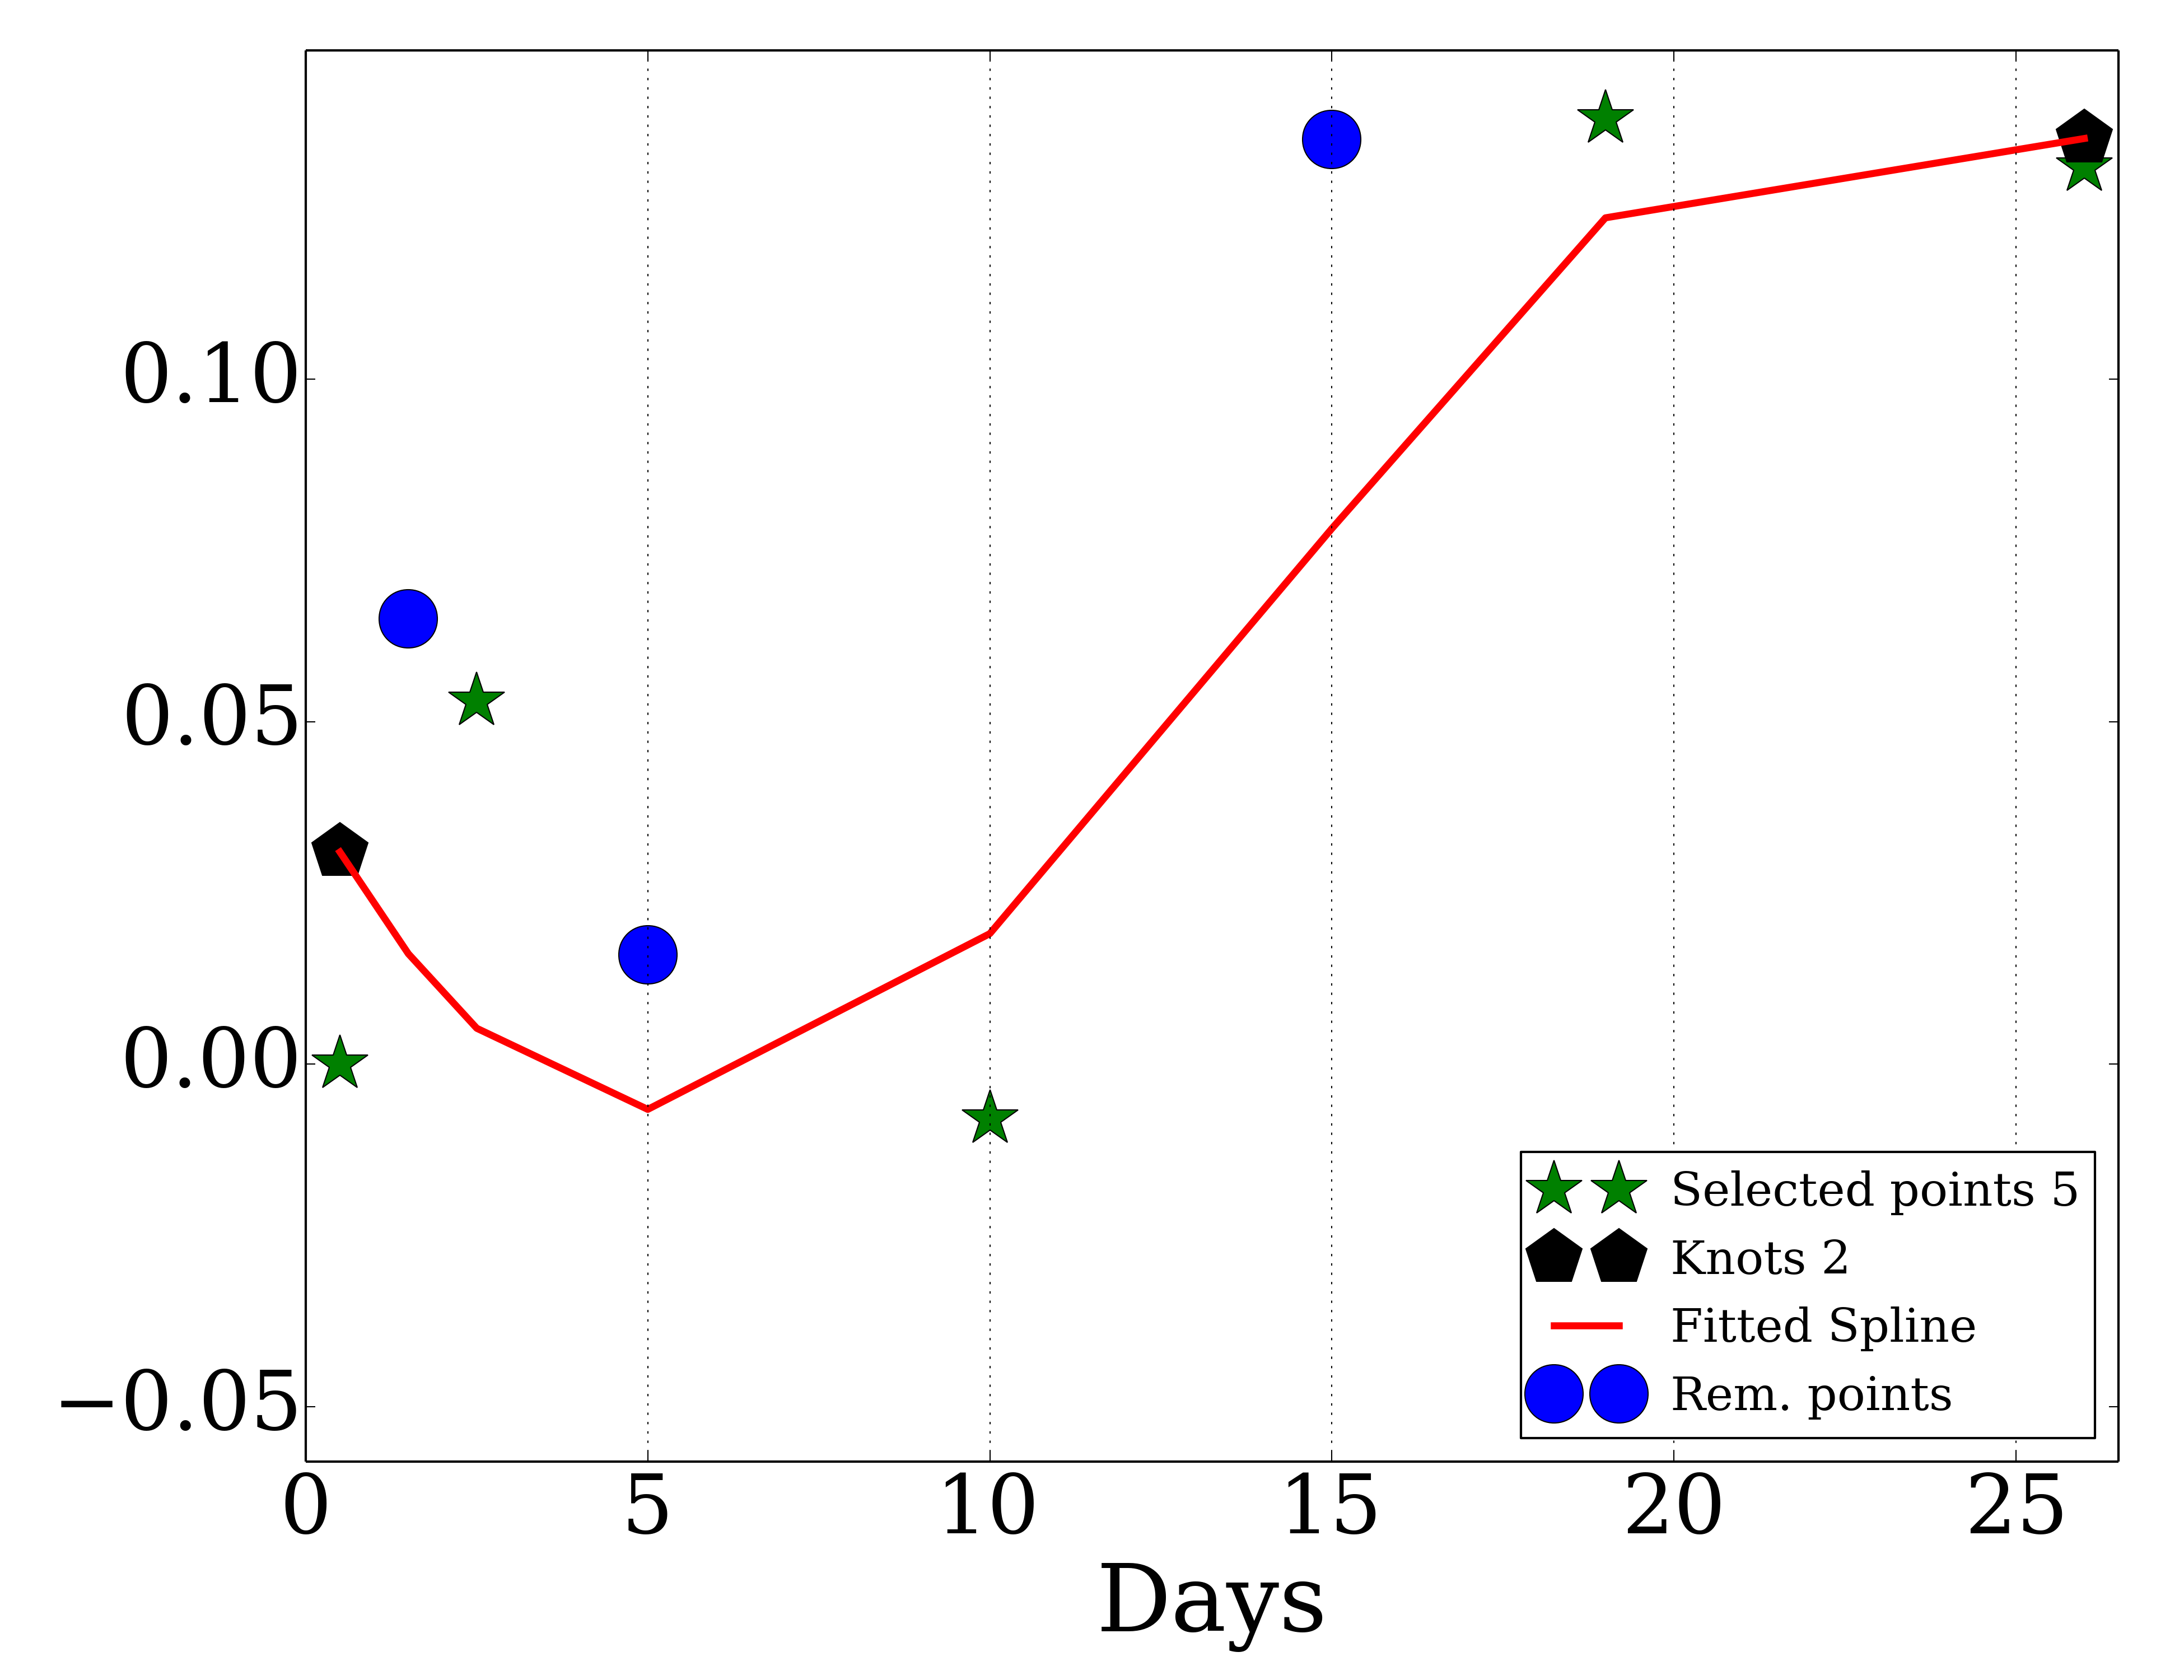 0.10
0.05
0.00
−0.05
0 5 10 15 20 25
Days
Selected points 5
Knots 2
Fitted Spline
Rem. points